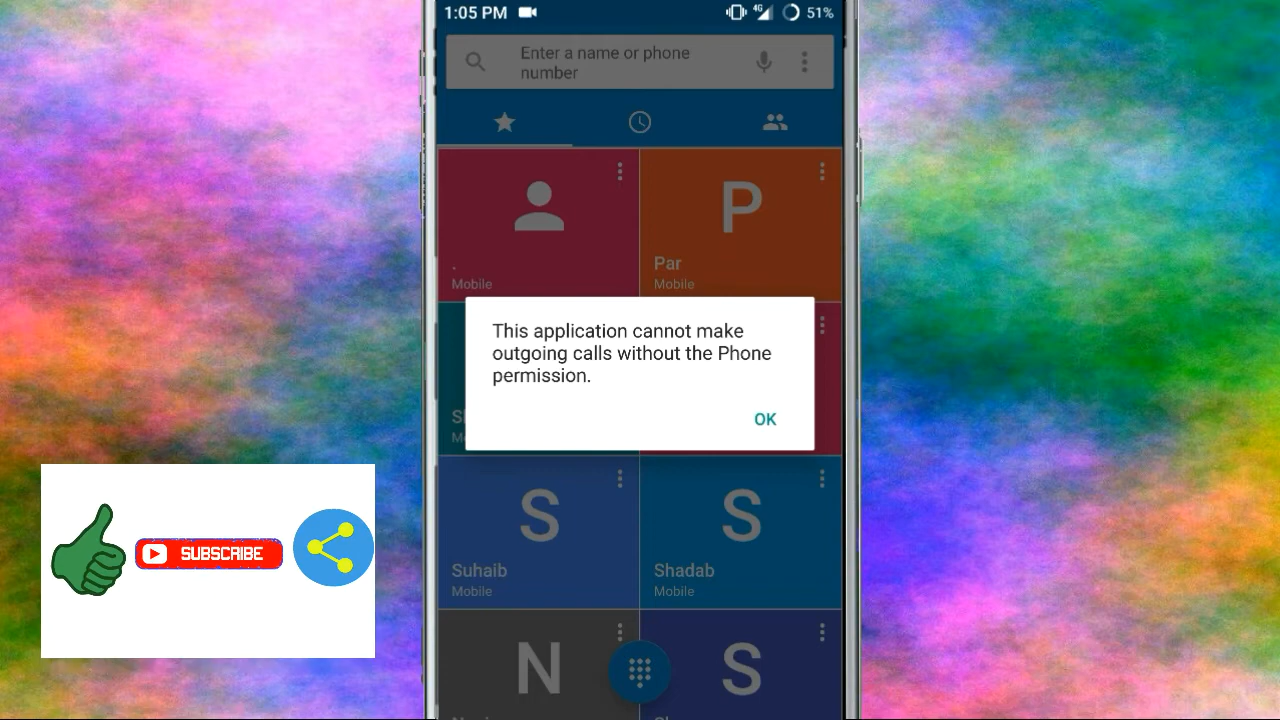 1:05 PM
4G
51%
Enter a name or phone
number
P
.
Mobile
Par
Mobile
This application cannot make
outgoing calls without the Phone
permission.
OK
S
S
Suhaib
Mobile
Shadab
Mobile
N
S
SUBSCRIBE